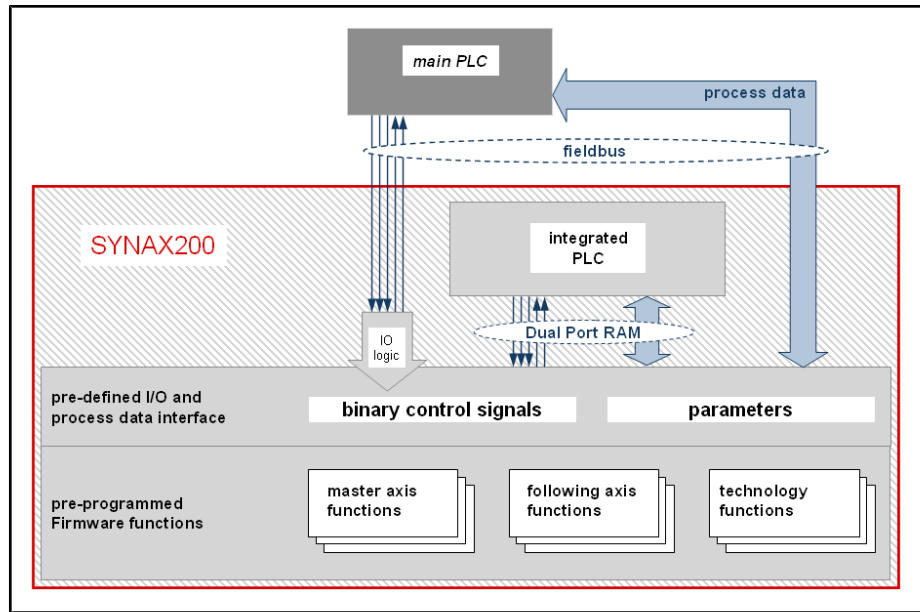 main PLC
process data
fieldbus
SYNAX200
integrated
PLC
Dual Port RAM
IO
logic
pre-defined I/O and
process data interface
binary control signals
parameters
pre-programmed
Firmware functions
master axis
functions
following axis
functions
technology
functions